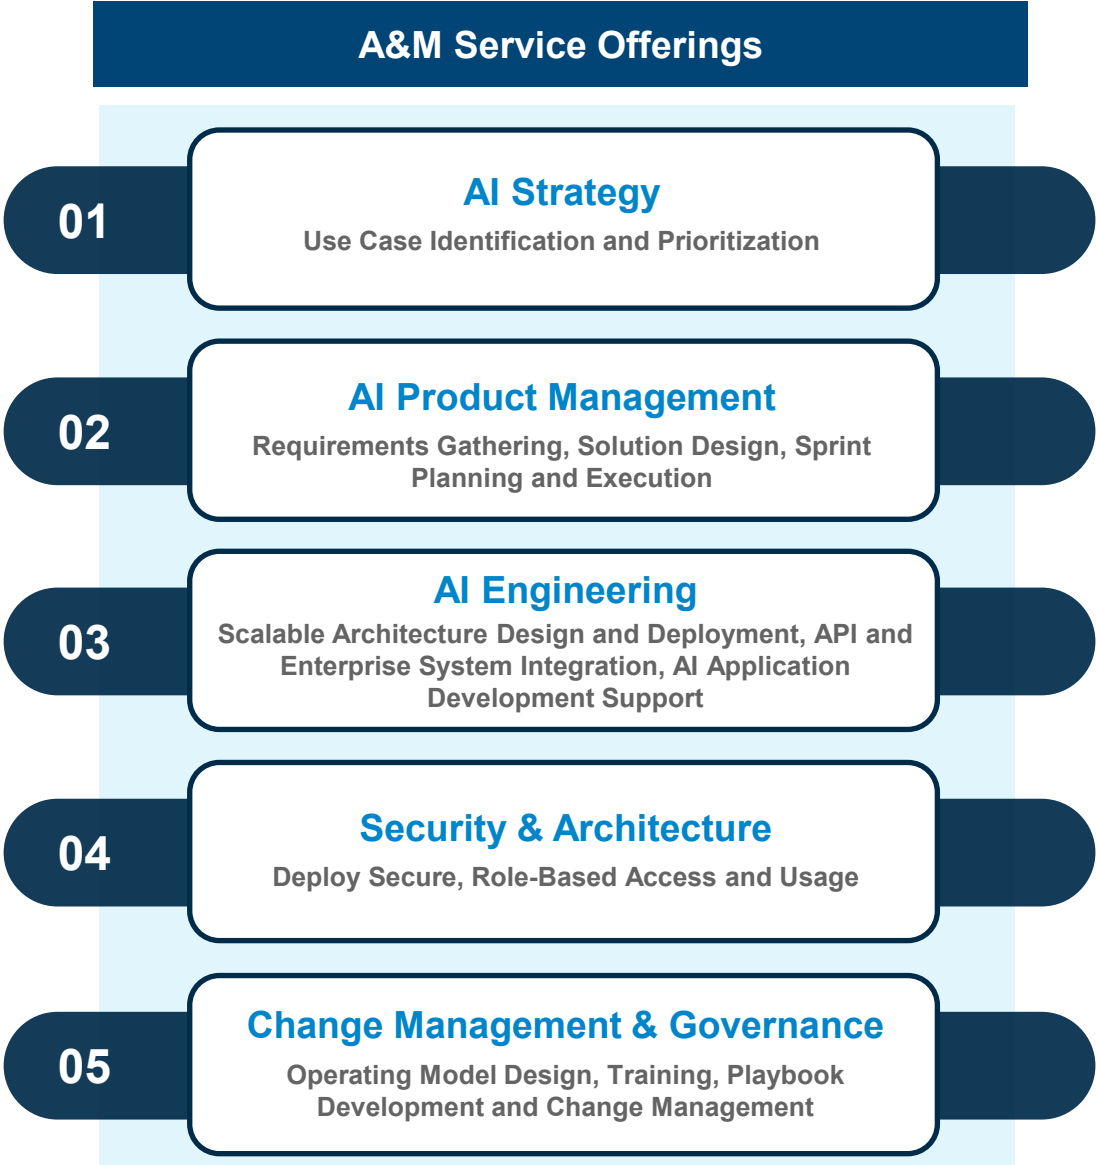 A&M Service Offerings
01
AI Strategy
Use Case Identification and Prioritization
02
AI Product Management
Requirements Gathering, Solution Design, Sprint
Planning and Execution
03
AI Engineering
Scalable Architecture Design and Deployment, API and
Enterprise System Integration, AI Application
Development Support
04
Security & Architecture
Deploy Secure, Role-Based Access and Usage
05
Change Management & Governance
Operating Model Design, Training, Playbook
Development and Change Management